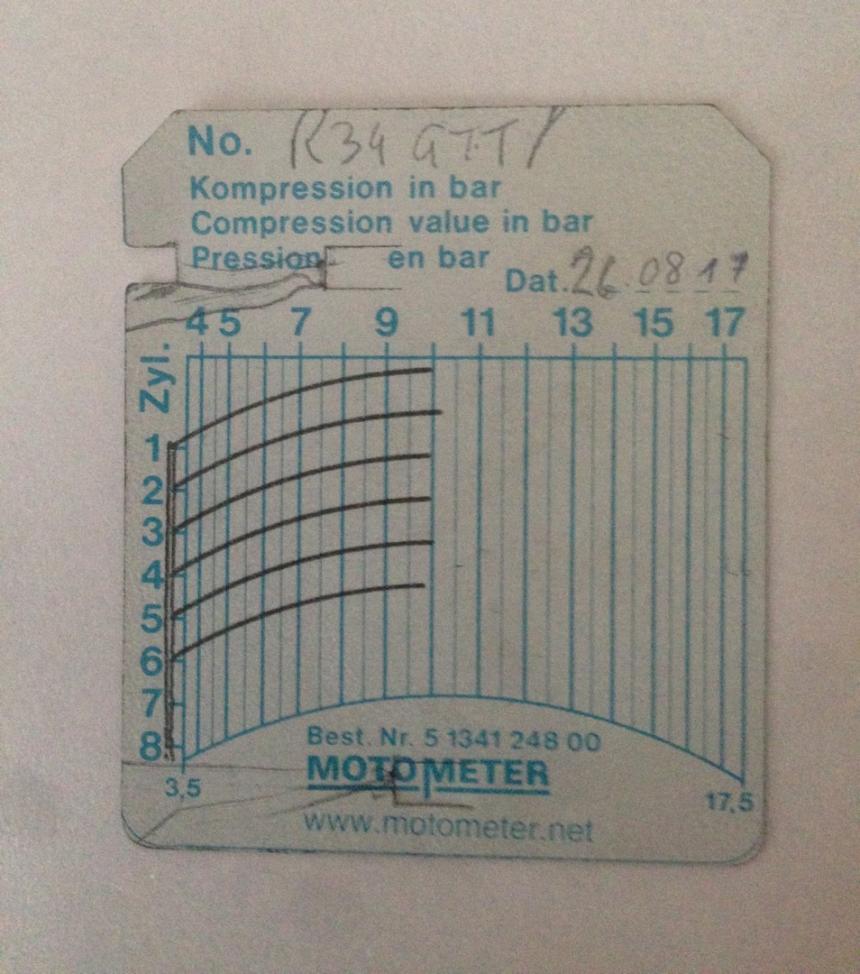 No. R34 GTT
Kompression in bar
Compression value in bar
Pression en bar
Dat. 26.08 17
4 5 7 9 11 13 15 17
Zyl.
1
2
3
4
5
6
7
8
3,5
17,5
Best. Nr. 5 1341 248 00
MOTOMETER
www.motometer.net